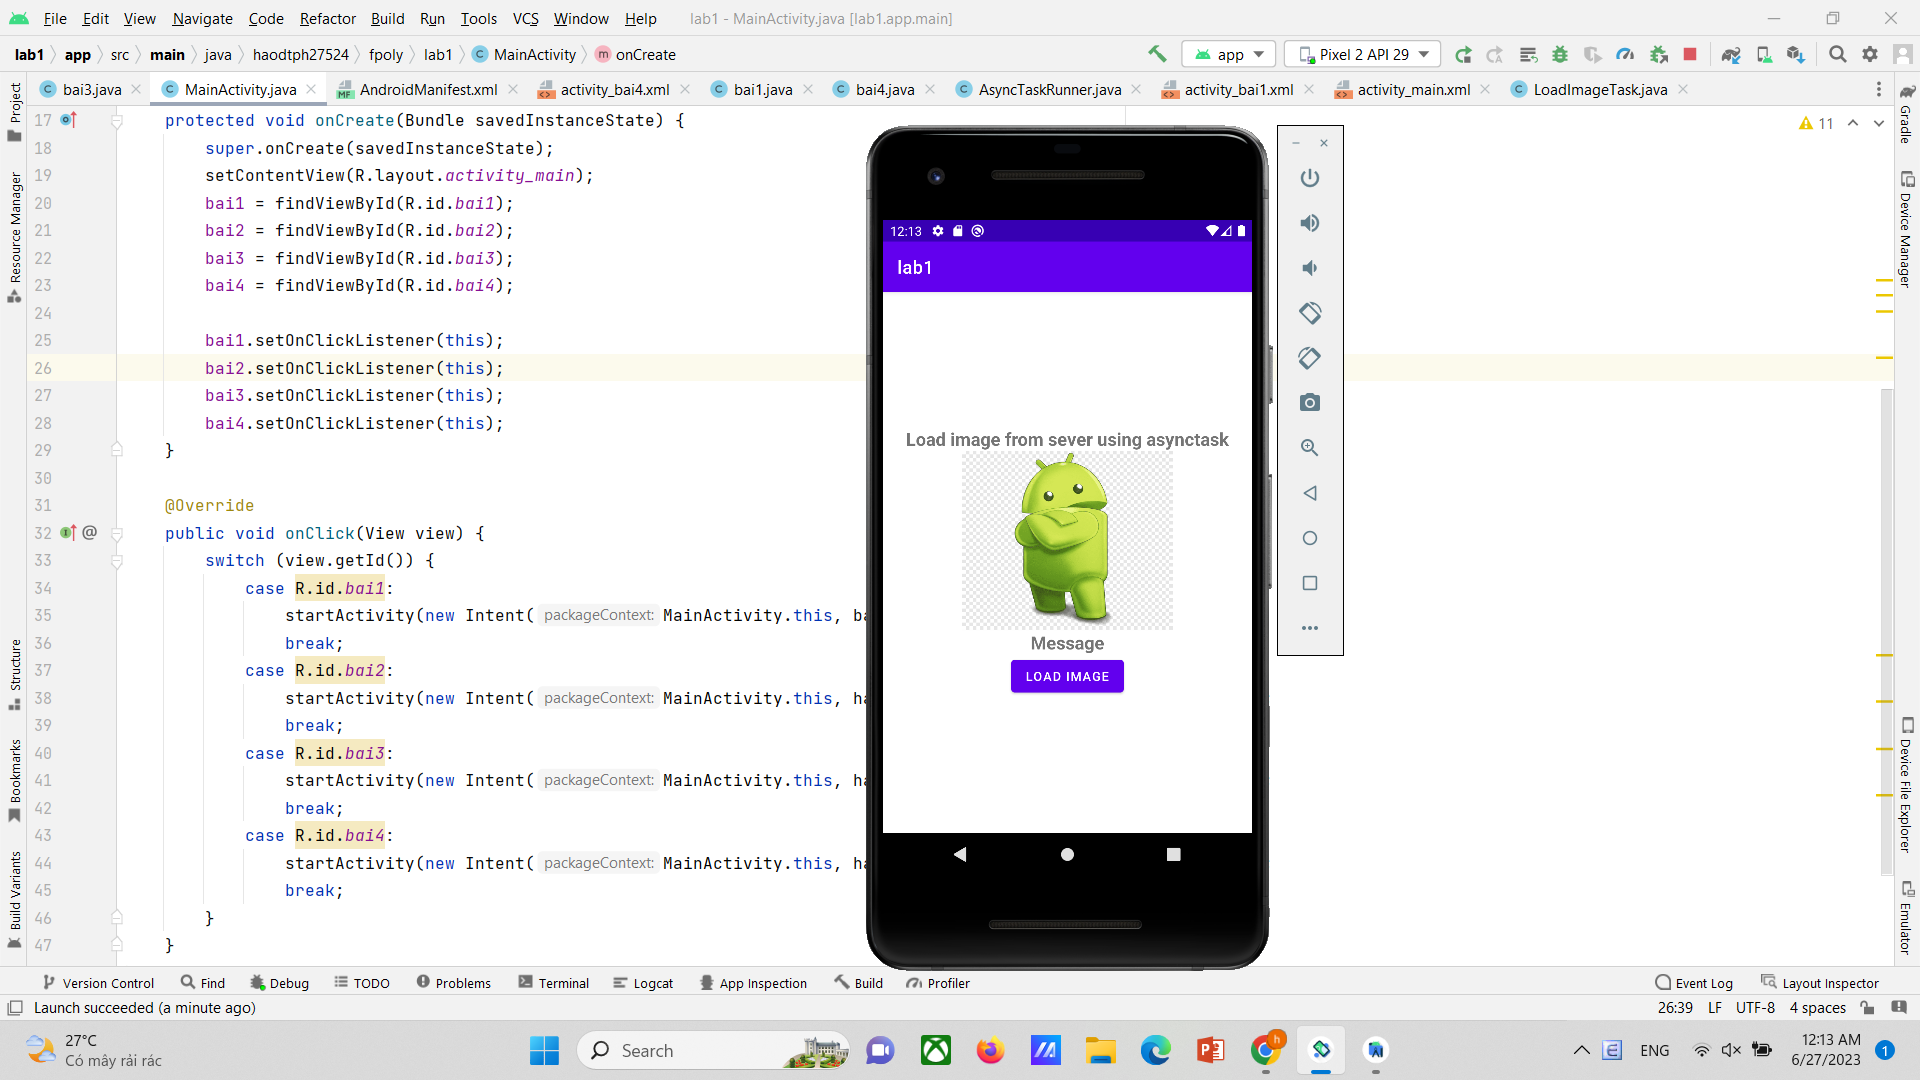 File Edit View Navigate Code Refactor Build Run Tools VCS Window Help lab1 - MainActivity.java [lab1.app.main]
lab1 app src main java haodtph27524 fpoly lab1 C MainActivity m onCreate app Pixel 2 API 29
bai3.java MainActivity.java AndroidManifest.xml activity_bai4.xml bai1.java bai4.java AsyncTaskRunner.java activity_bai1.xml activity_main.xml LoadImageTask.java
Project
Resource Manager
Structure
Bookmarks
Build Variants
17 protected void onCreate(Bundle savedInstanceState) {
18 super.onCreate(savedInstanceState);
19 setContentView(R.layout.activity_main);
20 bai1 = findViewById(R.id.bai1);
21 bai2 = findViewById(R.id.bai2);
22 bai3 = findViewById(R.id.bai3);
23 bai4 = findViewById(R.id.bai4);
24
25 bai1.setOnClickListener(this);
26 bai2.setOnClickListener(this);
27 bai3.setOnClickListener(this);
28 bai4.setOnClickListener(this);
29 }
30
31 @Override
32 @ public void onClick(View view) {
33 switch (view.getId()) {
34 case R.id.bai1:
35 startActivity(new Intent( packageContext: MainActivity.this, ba
36 break;
37 case R.id.bai2:
38 startActivity(new Intent( packageContext: MainActivity.this, ha
39 break;
40 case R.id.bai3:
41 startActivity(new Intent( packageContext: MainActivity.this, ha
42 break;
43 case R.id.bai4:
44 startActivity(new Intent( packageContext: MainActivity.this, ha
45 break;
46 }
47 }
11
12:13
lab1
Load image from sever using asynctask
Message
LOAD IMAGE
Gradle
Device Manager
Device File Explorer
Emulator
Version Control Find Debug TODO Problems Terminal Logcat App Inspection Build Profiler Event Log Layout Inspector
Launch succeeded (a minute ago) 26:39 LF UTF-8 4 spaces
27°C
Có mây rải rác
Search
ENG
12:13 AM
6/27/2023
1